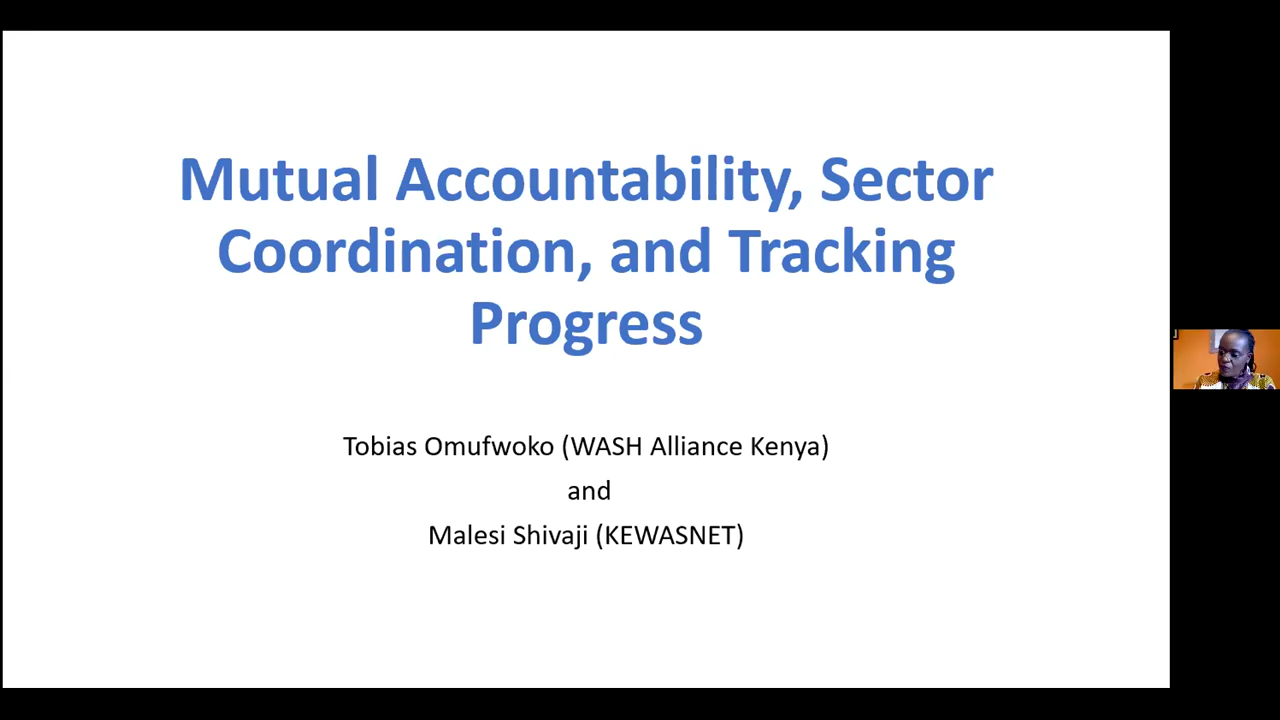 Mutual Accountability, Sector
Coordination, and Tracking
Progress
Tobias Omufwoko (WASH Alliance Kenya)
and
Malesi Shivaji (KEWASNET)